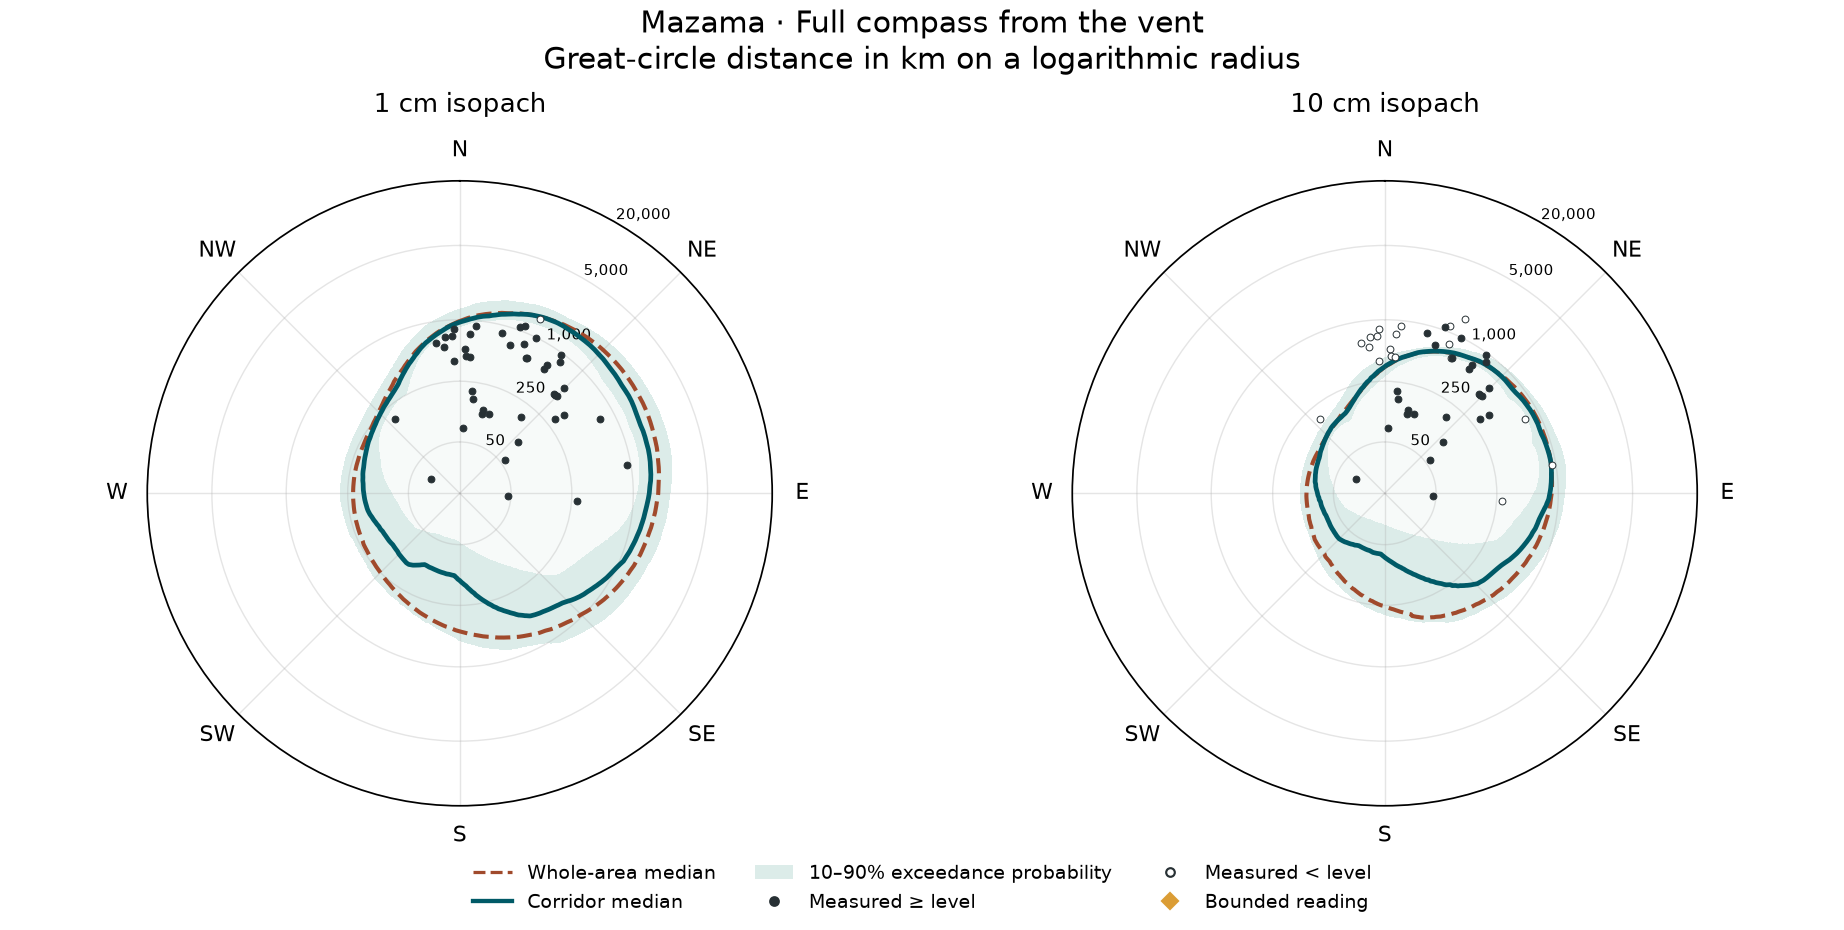 Mazama · Full compass from the vent
Great-circle distance in km on a logarithmic radius
1 cm isopach
N
NE
E
SE
S
SW
W
NW
50
250
1,000
5,000
20,000
10 cm isopach
N
NE
E
SE
S
SW
W
NW
50
250
1,000
5,000
20,000
Whole-area median
Corridor median
10–90% exceedance probability
Measured ≥ level
Measured < level
Bounded reading